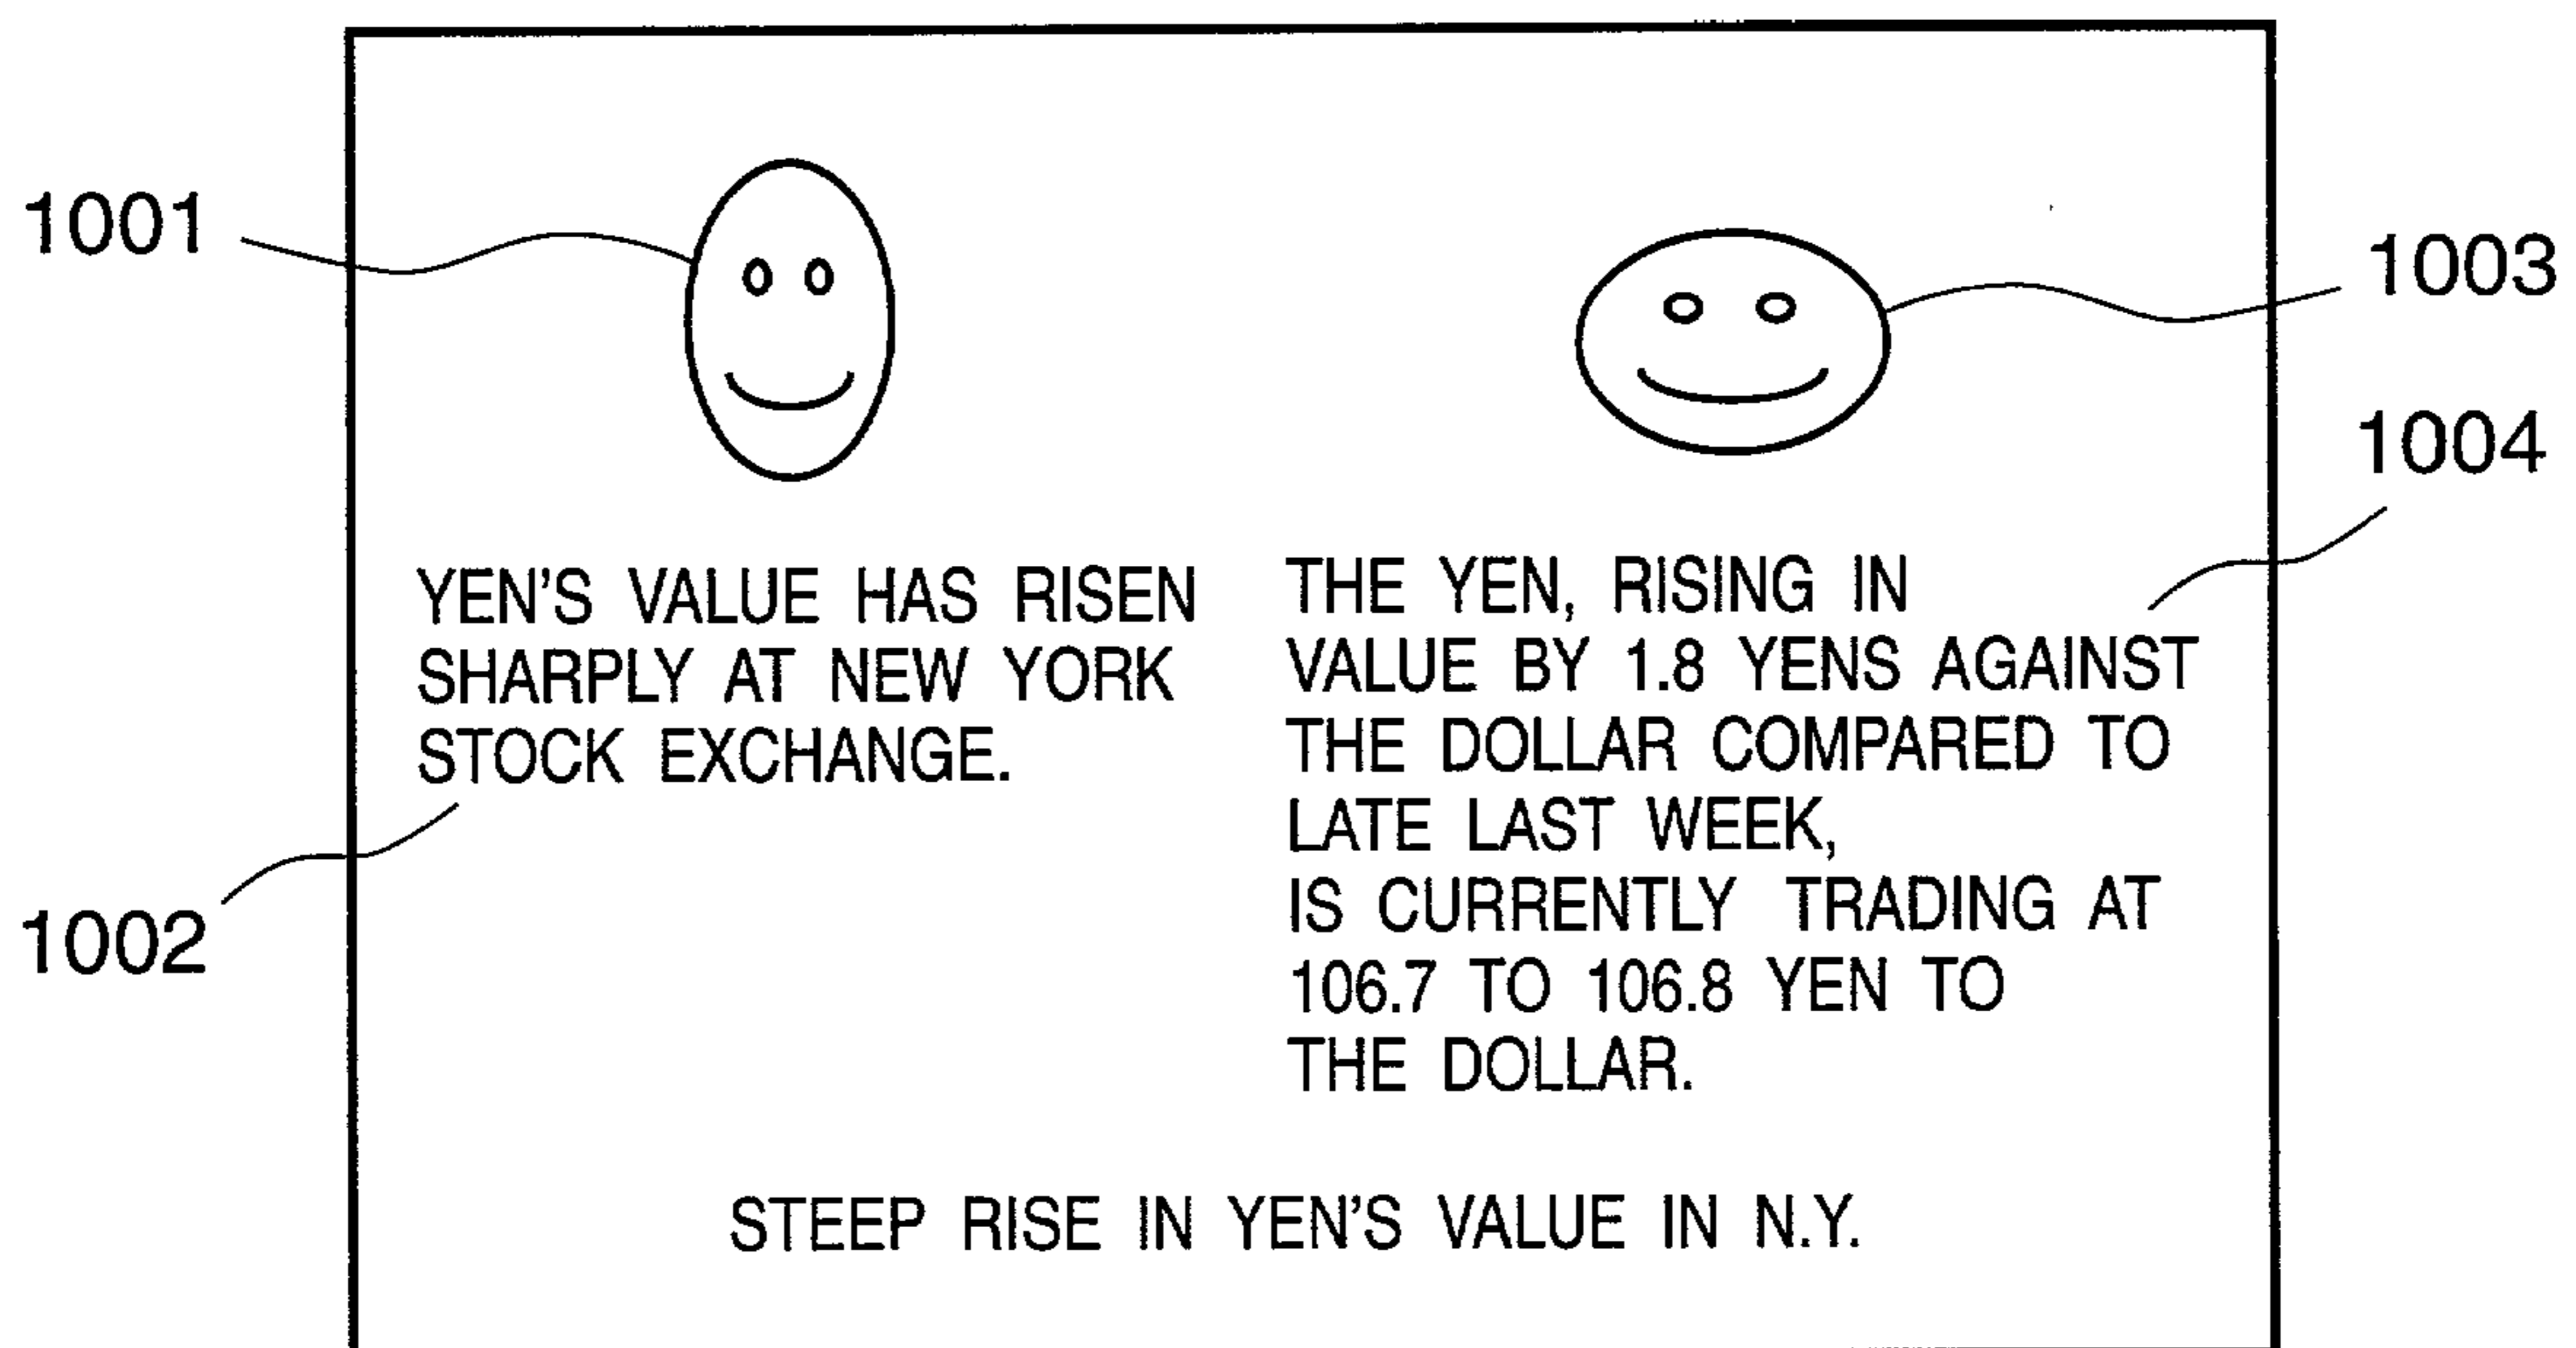 1001
1003
1004
YEN'S VALUE HAS RISEN
SHARPLY AT NEW YORK
STOCK EXCHANGE.
1002
THE YEN, RISING IN
VALUE BY 1.8 YENS AGAINST
THE DOLLAR COMPARED TO
LATE LAST WEEK,
IS CURRENTLY TRADING AT
106.7 TO 106.8 YEN TO
THE DOLLAR.
STEEP RISE IN YEN'S VALUE IN N.Y.